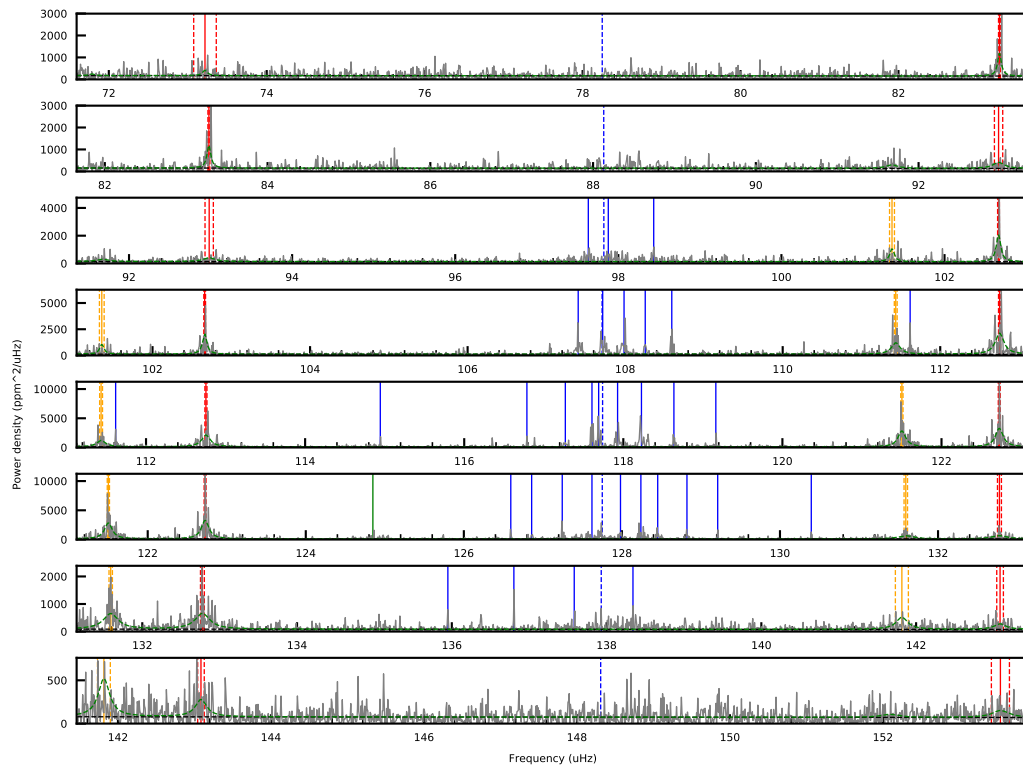 3000
2000
1000
0
72 74 76 78 80 82
3000
2000
1000
0
82 84 86 88 90 92
4000
2000
0
92 94 96 98 100 102
5000
2500
0
102 104 106 108 110 112
10000
5000
0
112 114 116 118 120 122
10000
5000
0
122 124 126 128 130 132
2000
1000
0
132 134 136 138 140 142
500
0
142 144 146 148 150 152
Power density (ppm^2/uHz)
Frequency (uHz)